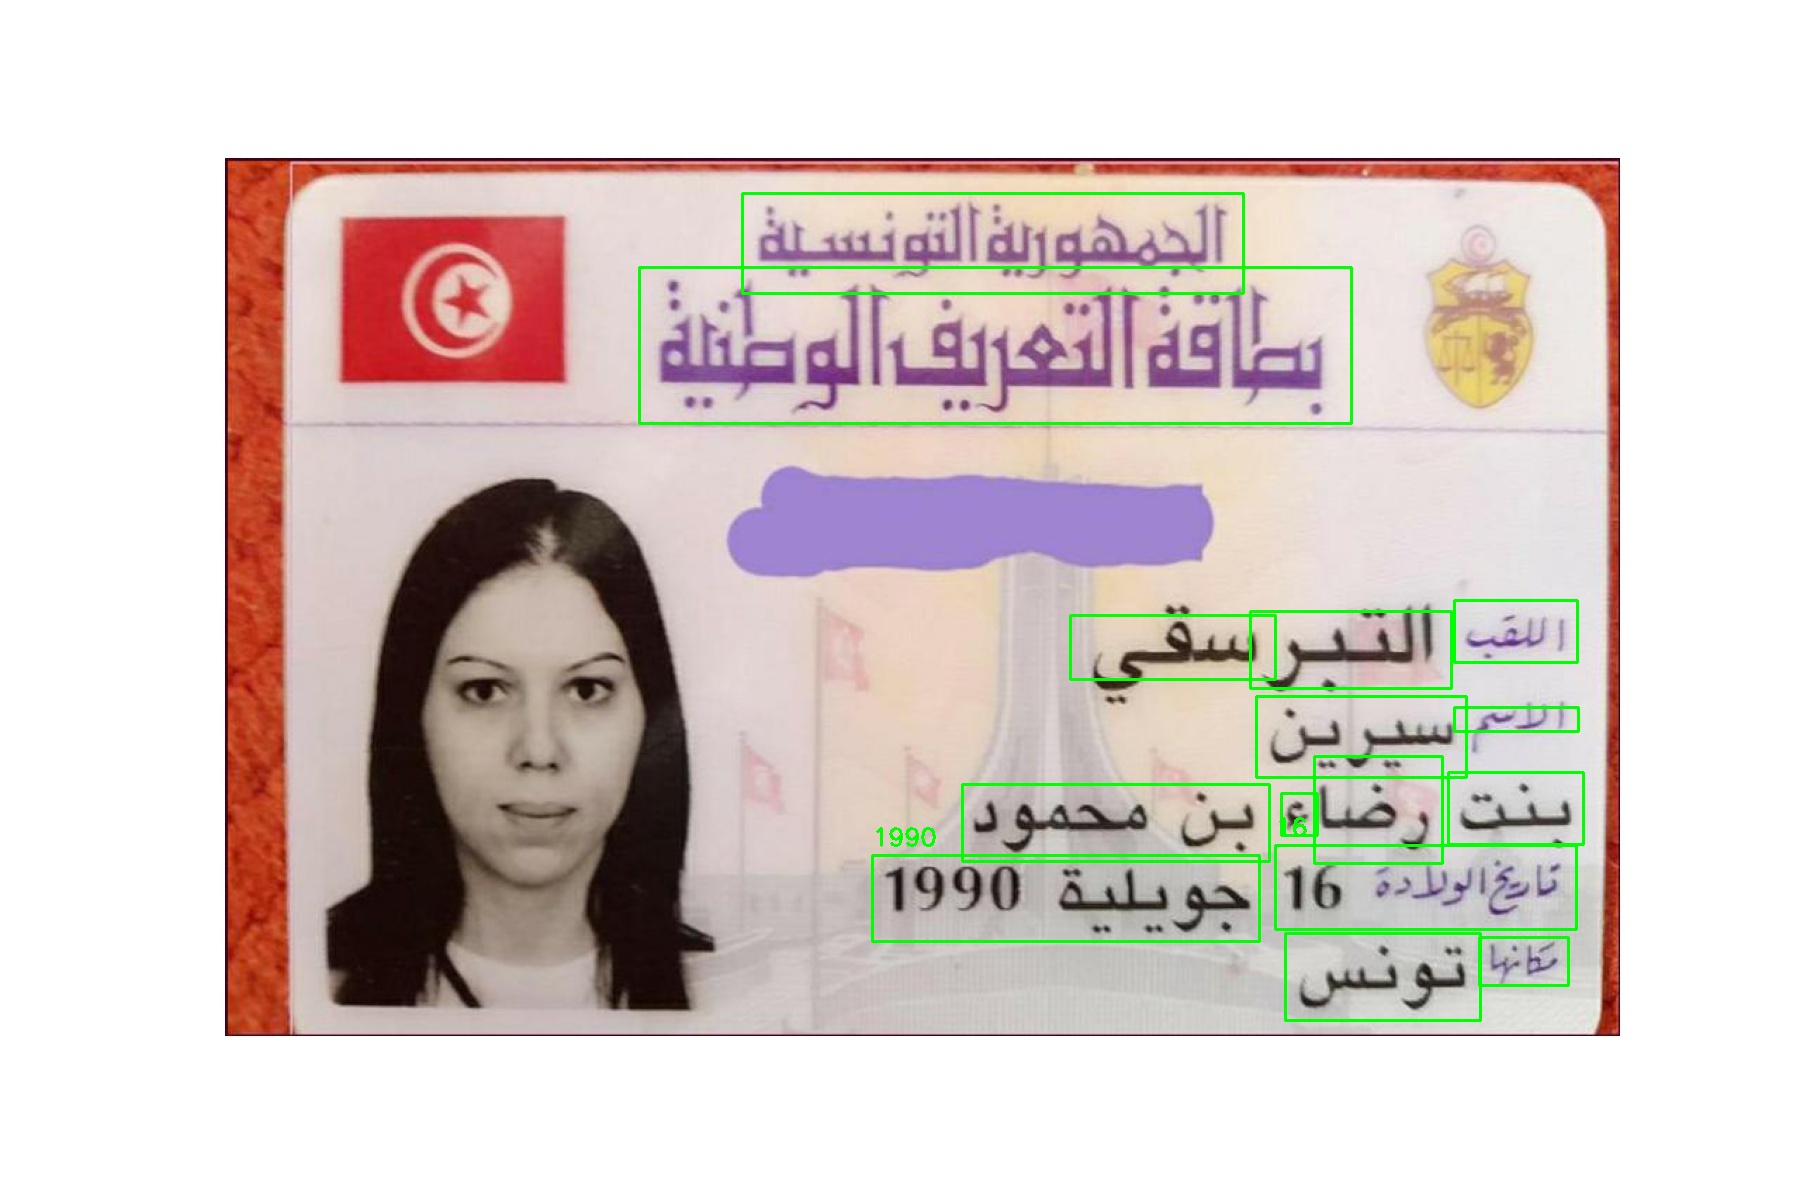 الجمهورية التونسية
بطاقة التعريف الوطنية
اللقب التبرسقي
الاسم سيرين
بنت رضاء بن محمود
1990
16
تاريخ الولادة 16 جويلية 1990
مكانها تونس